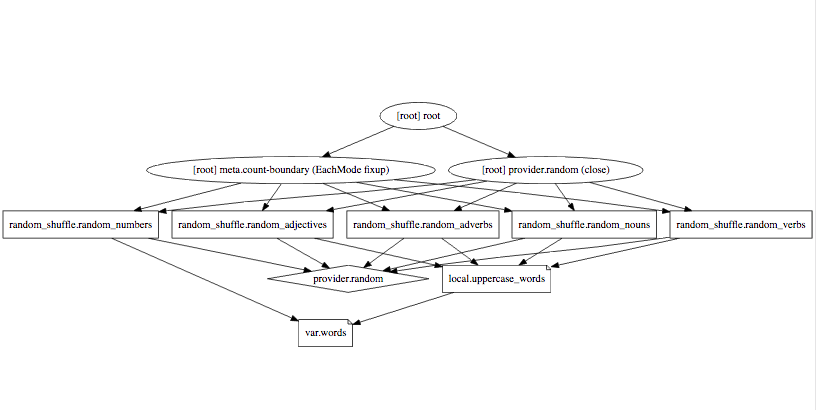 [root] root
[root] meta.count-boundary (EachMode fixup)
[root] provider.random (close)
random_shuffle.random_numbers
random_shuffle.random_adjectives
random_shuffle.random_adverbs
random_shuffle.random_nouns
random_shuffle.random_verbs
provider.random
local.uppercase_words
var.words